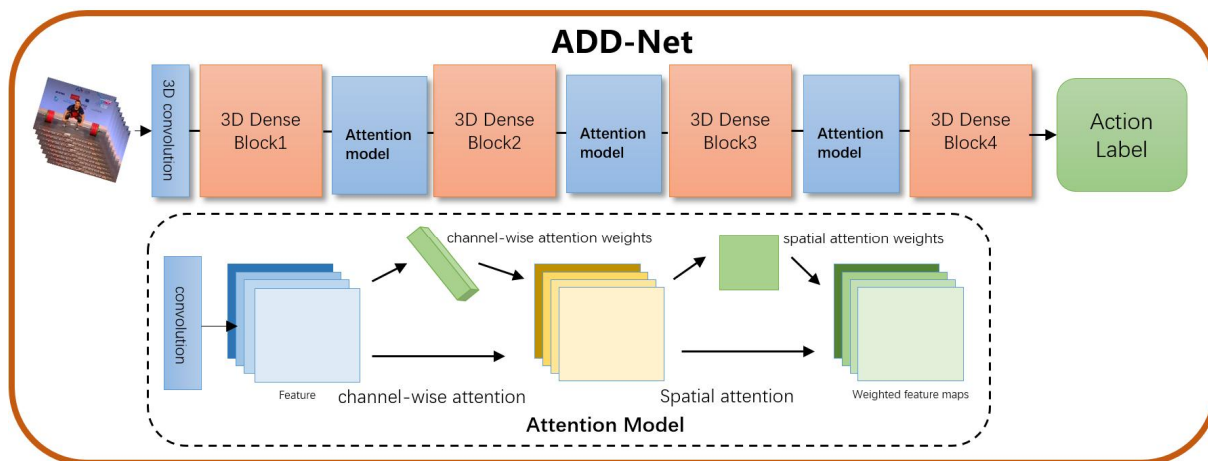 ADD-Net
3D convolution
3D Dense
Block1
Attention
model
3D Dense
Block2
Attention
model
3D Dense
Block3
Attention
model
3D Dense
Block4
Action
Label
channel-wise attention weights
spatial attention weights
convolution
Feature
channel-wise attention
Spatial attention
Weighted feature maps
Attention Model